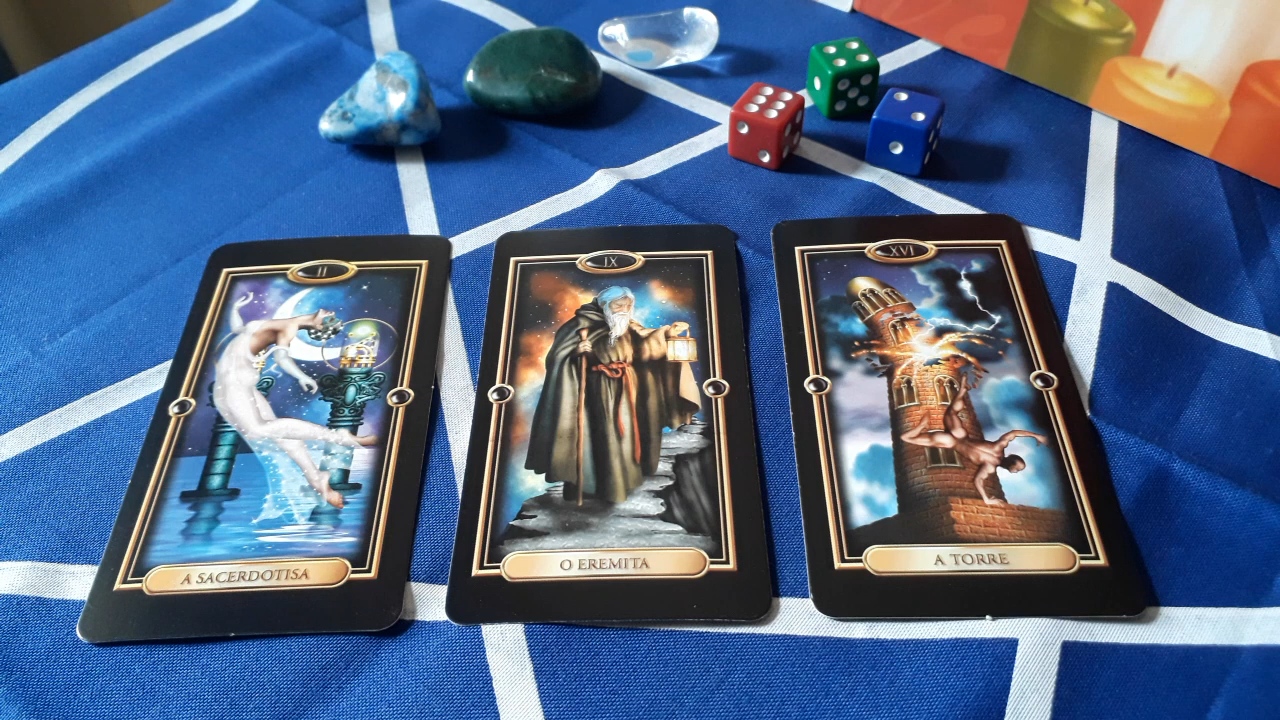 II
A SACERDOTISA
IX
O EREMITA
XVI
A TORRE